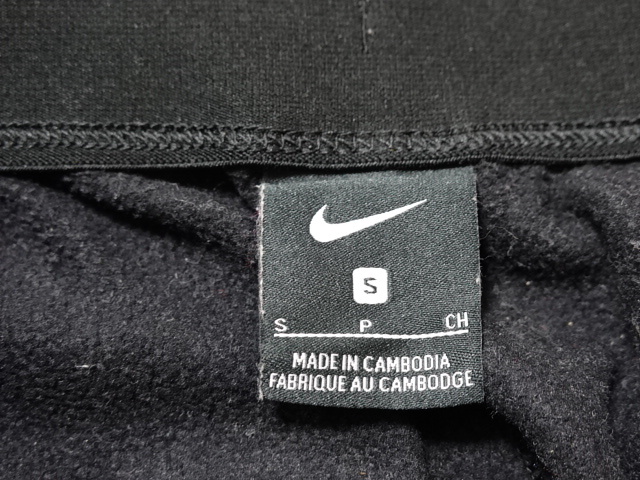 S
S P CH
MADE IN CAMBODIA
FABRIQUE AU CAMBODGE